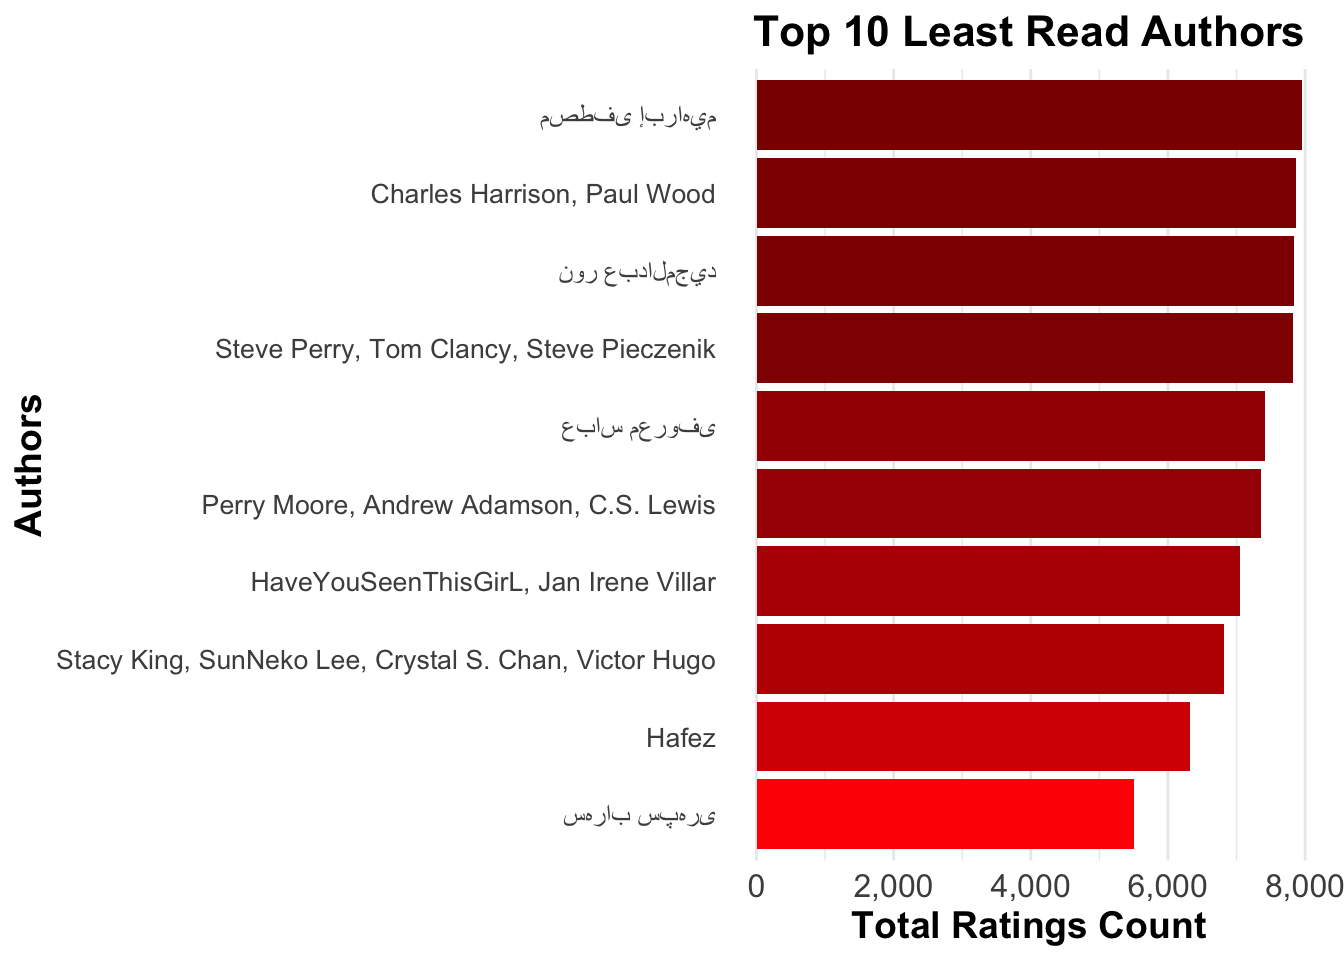 Top 10 Least Read Authors
مصطفى إبراهيم
Charles Harrison, Paul Wood
نور عبدالمجيد
Steve Perry, Tom Clancy, Steve Pieczenik
عباس معروفی
Perry Moore, Andrew Adamson, C.S. Lewis
HaveYouSeenThisGirL, Jan Irene Villar
Stacy King, SunNeko Lee, Crystal S. Chan, Victor Hugo
Hafez
سهراب سپهری
Authors
0 2,000 4,000 6,000 8,000
Total Ratings Count